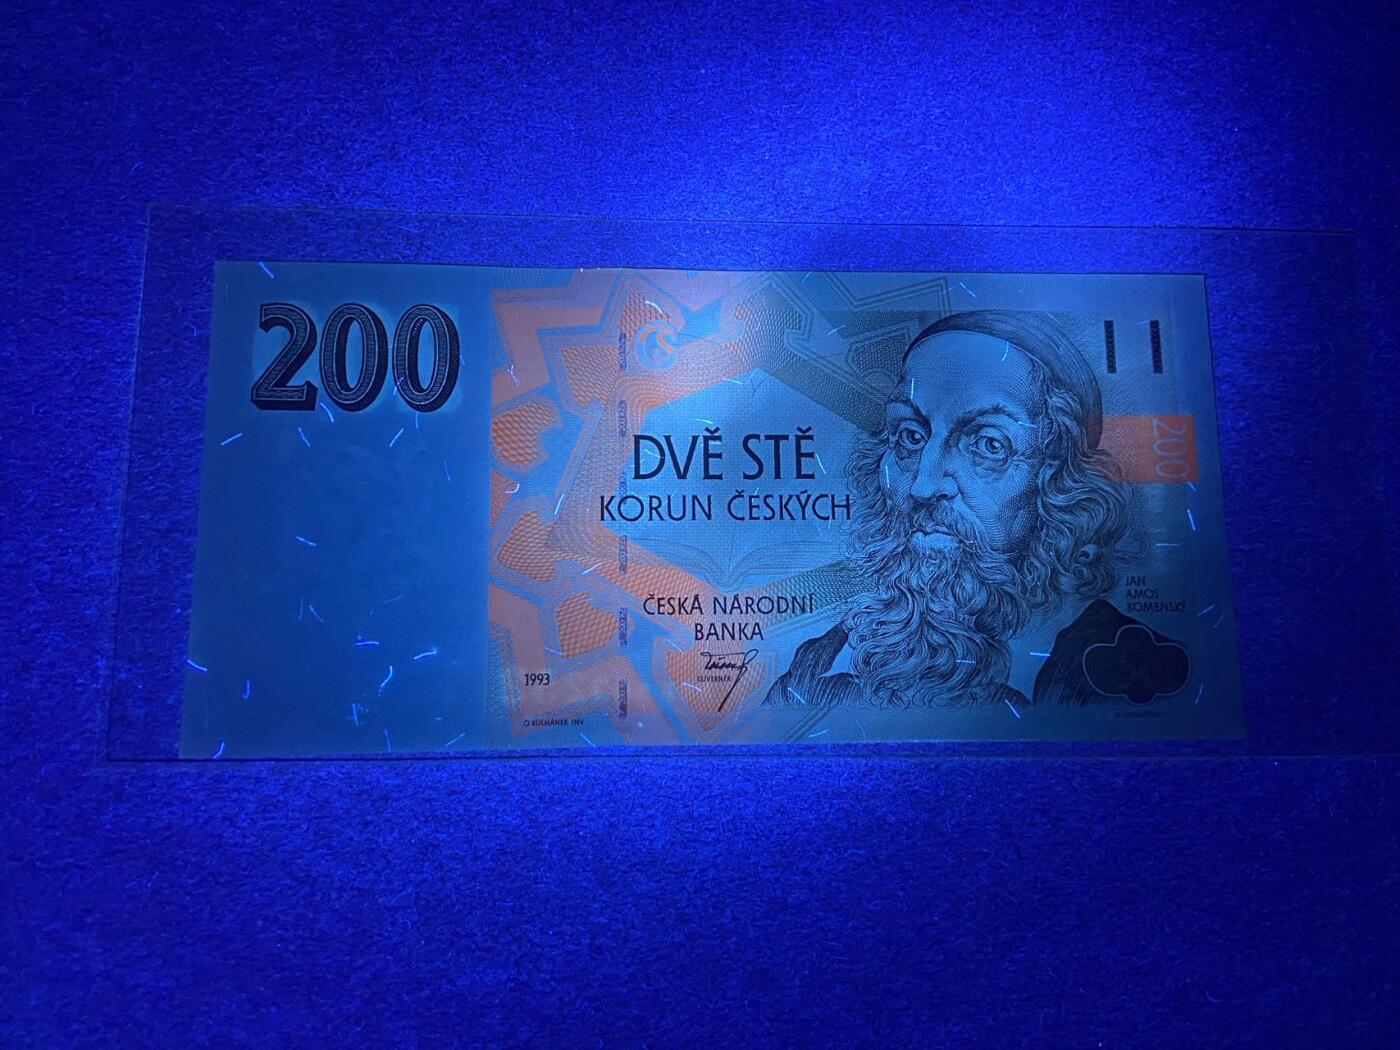 200
DVĚ STĚ
KORUN ČESKÝCH
200
ČESKÁ NÁRODNÍ
BANKA
GUVERNÉR
JAN
AMOS
KOMENSKÝ
1993
O. KULHÁNEK INV.